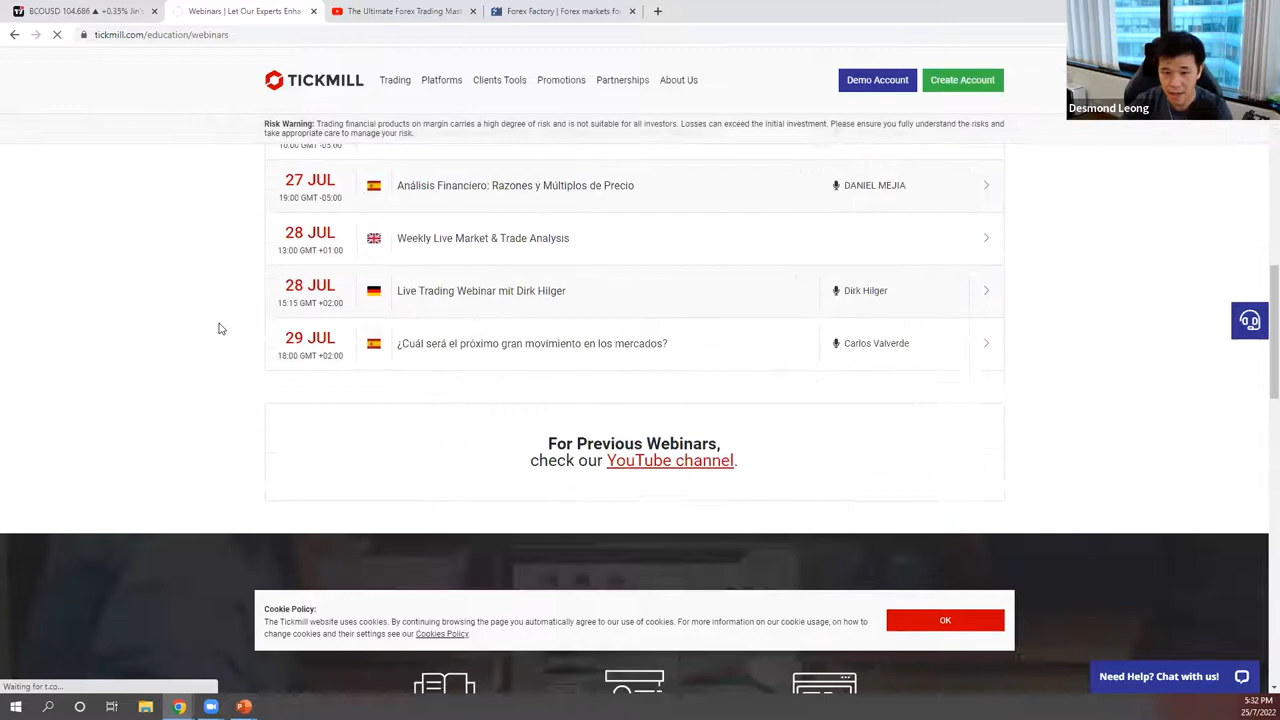 BCOUSD 104.686 ▲ +0.35% Jin's
Webinars | Let Our Experts Enha
The Ultimate Forex Trading Mast
Forex Factory | Forex markets fo
tickmill.com/education/webinars
TICKMILL
Trading
Platforms
Clients Tools
Promotions
Partnerships
About Us
Demo Account
Create Account
Desmond Leong
Risk Warning: Trading financial products on margin carries a high degree of risk and is not suitable for all investors. Losses can exceed the initial investment. Please ensure you fully understand the risks and
take appropriate care to manage your risk.
27 JUL
19:00 GMT -05:00
Análisis Financiero: Razones y Múltiplos de Precio
DANIEL MEJIA
28 JUL
13:00 GMT +01:00
Weekly Live Market & Trade Analysis
28 JUL
15:15 GMT +02:00
Live Trading Webinar mit Dirk Hilger
Dirk Hilger
29 JUL
18:00 GMT +02:00
¿Cuál será el próximo gran movimiento en los mercados?
Carlos Valverde
For Previous Webinars,
check our YouTube channel.
Cookie Policy:
The Tickmill website uses cookies. By continuing browsing the page you automatically agree to our use of cookies. For more information on our cookie usage, on how to
change cookies and their settings see our Cookies Policy.
OK
Need Help? Chat with us!
Waiting for t.co...
5:32 PM
25/7/2022